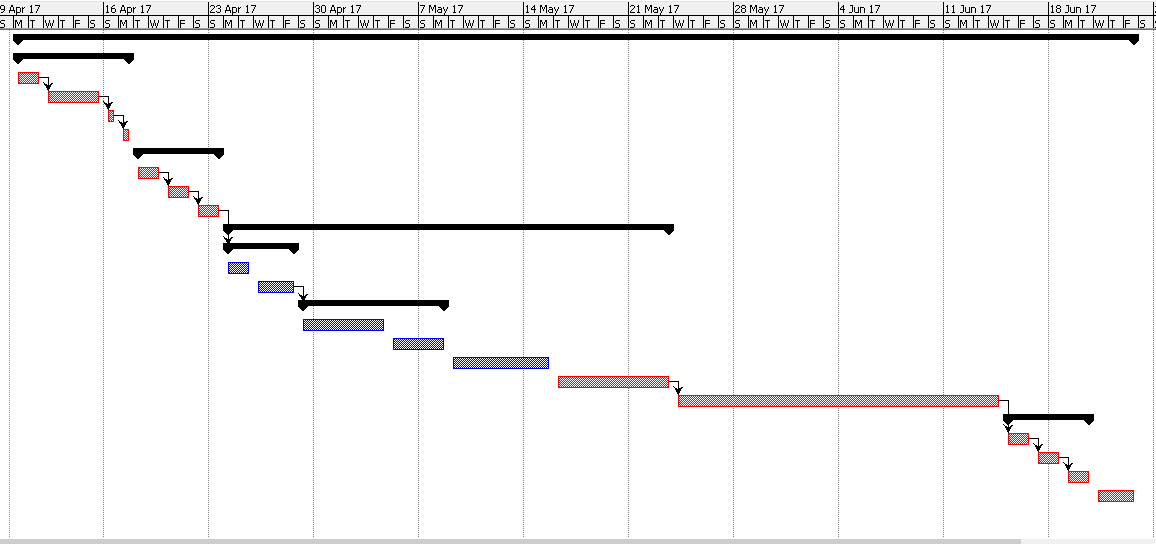 9 Apr 17 16 Apr 17 23 Apr 17 30 Apr 17 7 May 17 14 May 17 21 May 17 28 May 17 4 Jun 17 11 Jun 17 18 Jun 17
S M T W T F S S M T W T F S S M T W T F S S M T W T F S S M T W T F S S M T W T F S S M T W T F S S M T W T F S S M T W T F S S M T W T F S S M T W T F S